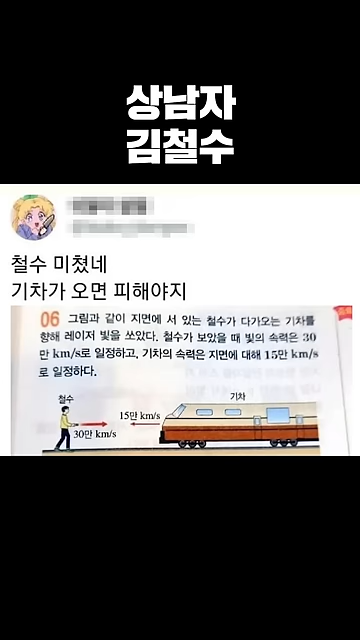 상남자
김철수
철수 미쳤네
기차가 오면 피해야지
06 그림과 같이 지면에 서 있는 철수가 다가오는 기차를
향해 레이저 빛을 쏘았다. 철수가 보았을 때 빛의 속력은 30
만 km/s로 일정하고, 기차의 속력은 지면에 대해 15만 km/s
로 일정하다.
철수
기차
15만 km/s
30만 km/s